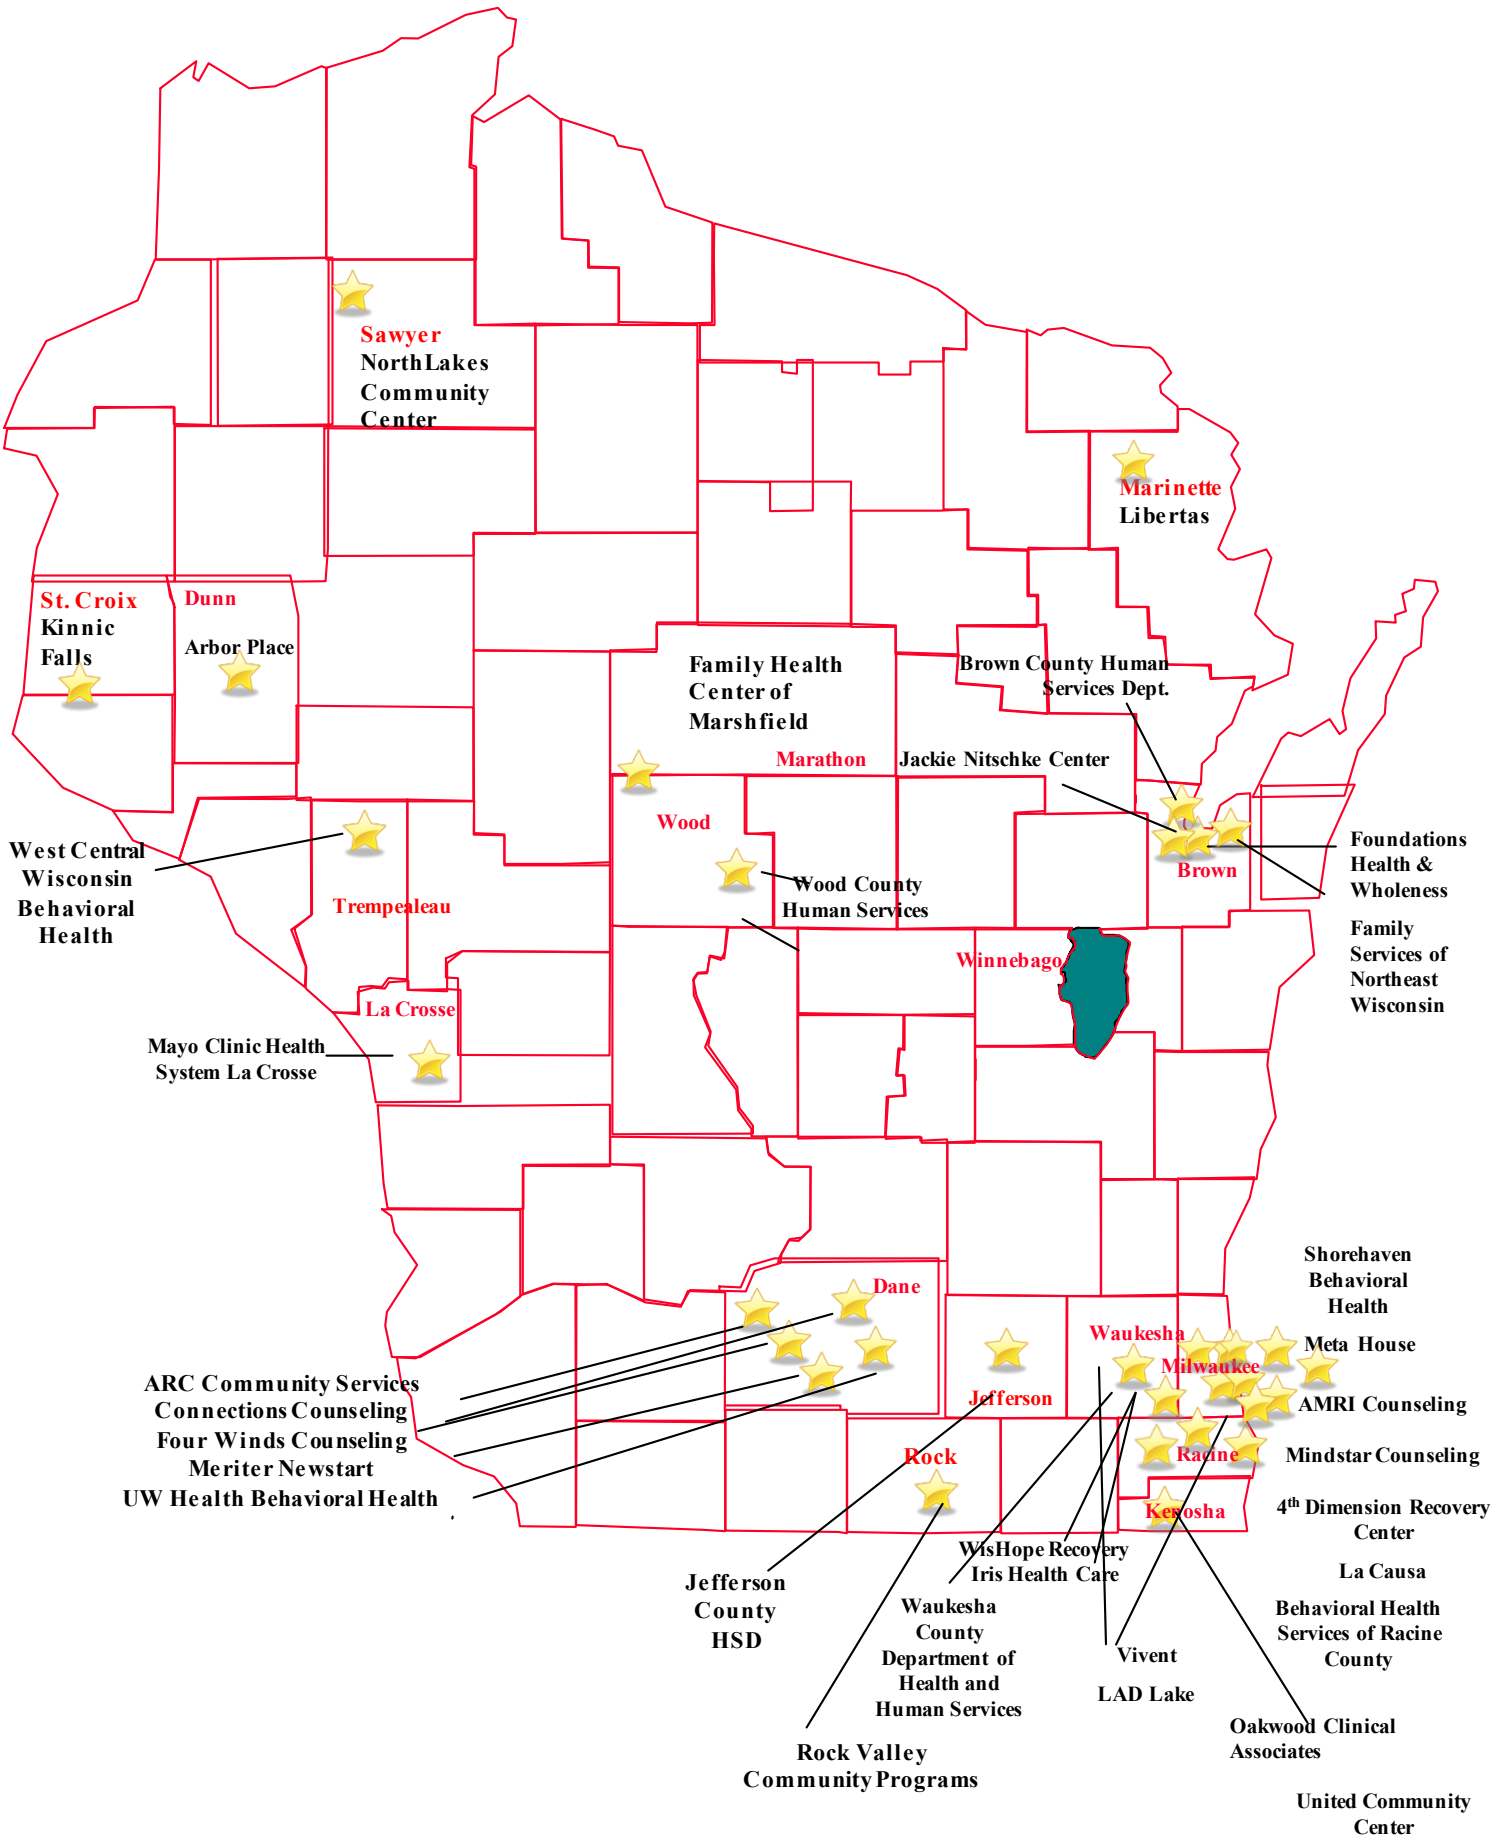 Sawyer
NorthLakes
Community
Center
Marinette
Libertas
St. Croix
Kinnic
Falls
Dunn
Arbor Place
Family Health
Center of
Marshfield
Marathon
Brown County Human
Services Dept.
Jackie Nitschke Center
Wood
Wood County
Human Services
Brown
Foundations
Health &
Wholeness
Family
Services of
Northeast
Wisconsin
West Central
Wisconsin
Behavioral
Health
Trempealeau
Winnebago
La Crosse
Mayo Clinic Health
System La Crosse
Dane
ARC Community Services
Connections Counseling
Four Winds Counseling
Meriter Newstart
UW Health Behavioral Health
Jefferson
Rock
Waukesha
Milwaukee
Racine
Kenosha
Shorehaven
Behavioral
Health
Meta House
AMRI Counseling
Mindstar Counseling
4th Dimension Recovery
Center
La Causa
Behavioral Health
Services of Racine
County
Oakwood Clinical
Associates
United Community
Center
WisHope Recovery
Iris Health Care
Waukesha
County
Department of
Health and
Human Services
Vivent
LAD Lake
Jefferson
County
HSD
Rock Valley
Community Programs